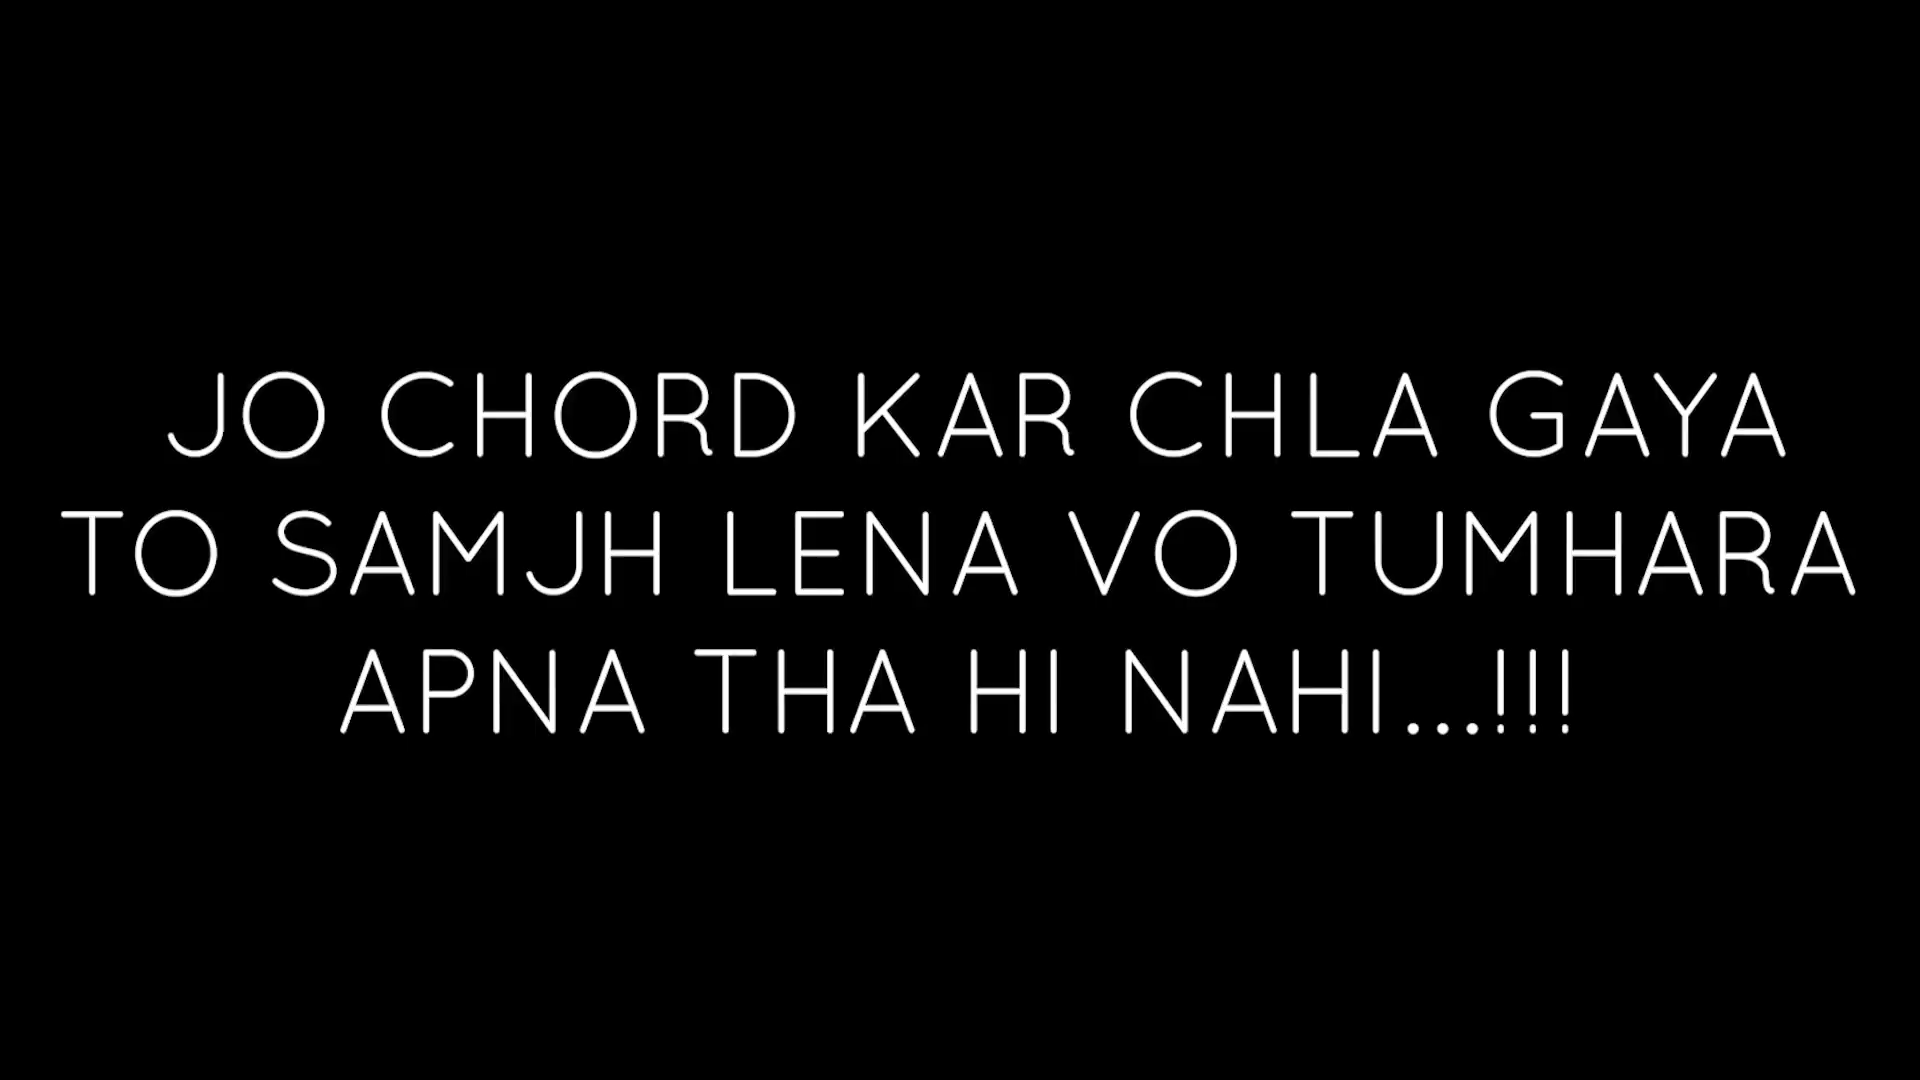 JO CHORD KAR CHLA GAYA
TO SAMJH LENA VO TUMHARA
APNA THA HI NAHI...!!!